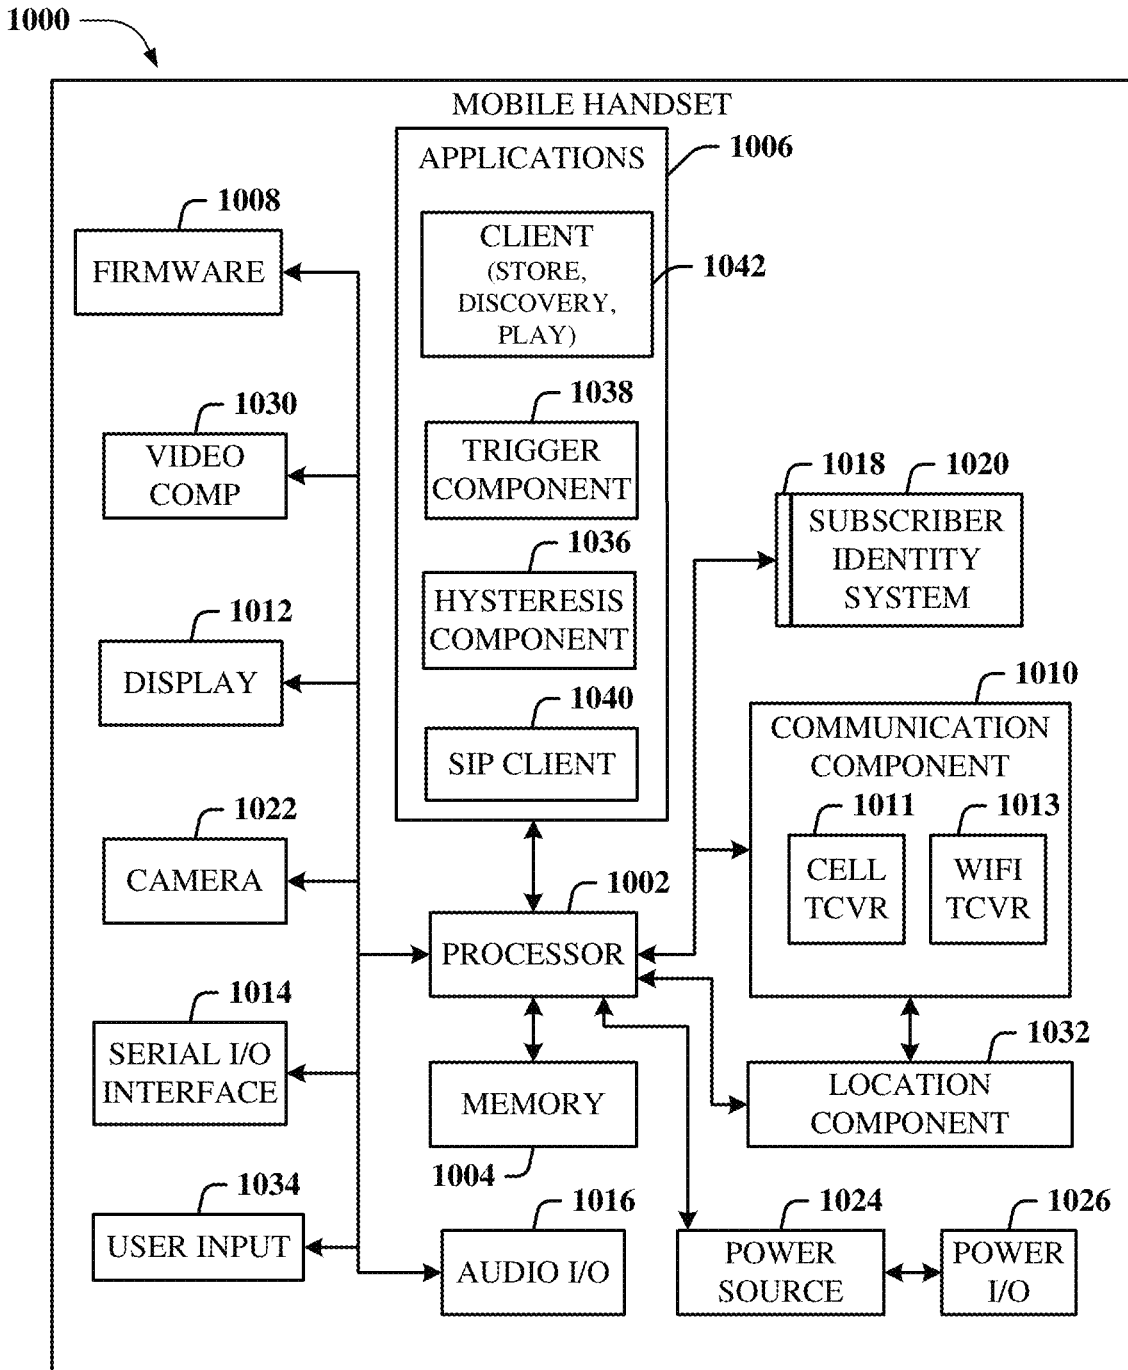 1000
MOBILE HANDSET
APPLICATIONS
1006
CLIENT
(STORE,
DISCOVERY,
PLAY)
1042
1008
FIRMWARE
1038
TRIGGER
COMPONENT
1030
VIDEO
COMP
1036
HYSTERESIS
COMPONENT
1018
1020
SUBSCRIBER
IDENTITY
SYSTEM
1012
DISPLAY
1040
SIP CLIENT
1010
COMMUNICATION
COMPONENT
1011
CELL
TCVR
1013
WIFI
TCVR
1022
CAMERA
1002
PROCESSOR
1014
SERIAL I/O
INTERFACE
MEMORY
1004
1032
LOCATION
COMPONENT
1034
USER INPUT
1016
AUDIO I/O
1024
POWER
SOURCE
1026
POWER
I/O